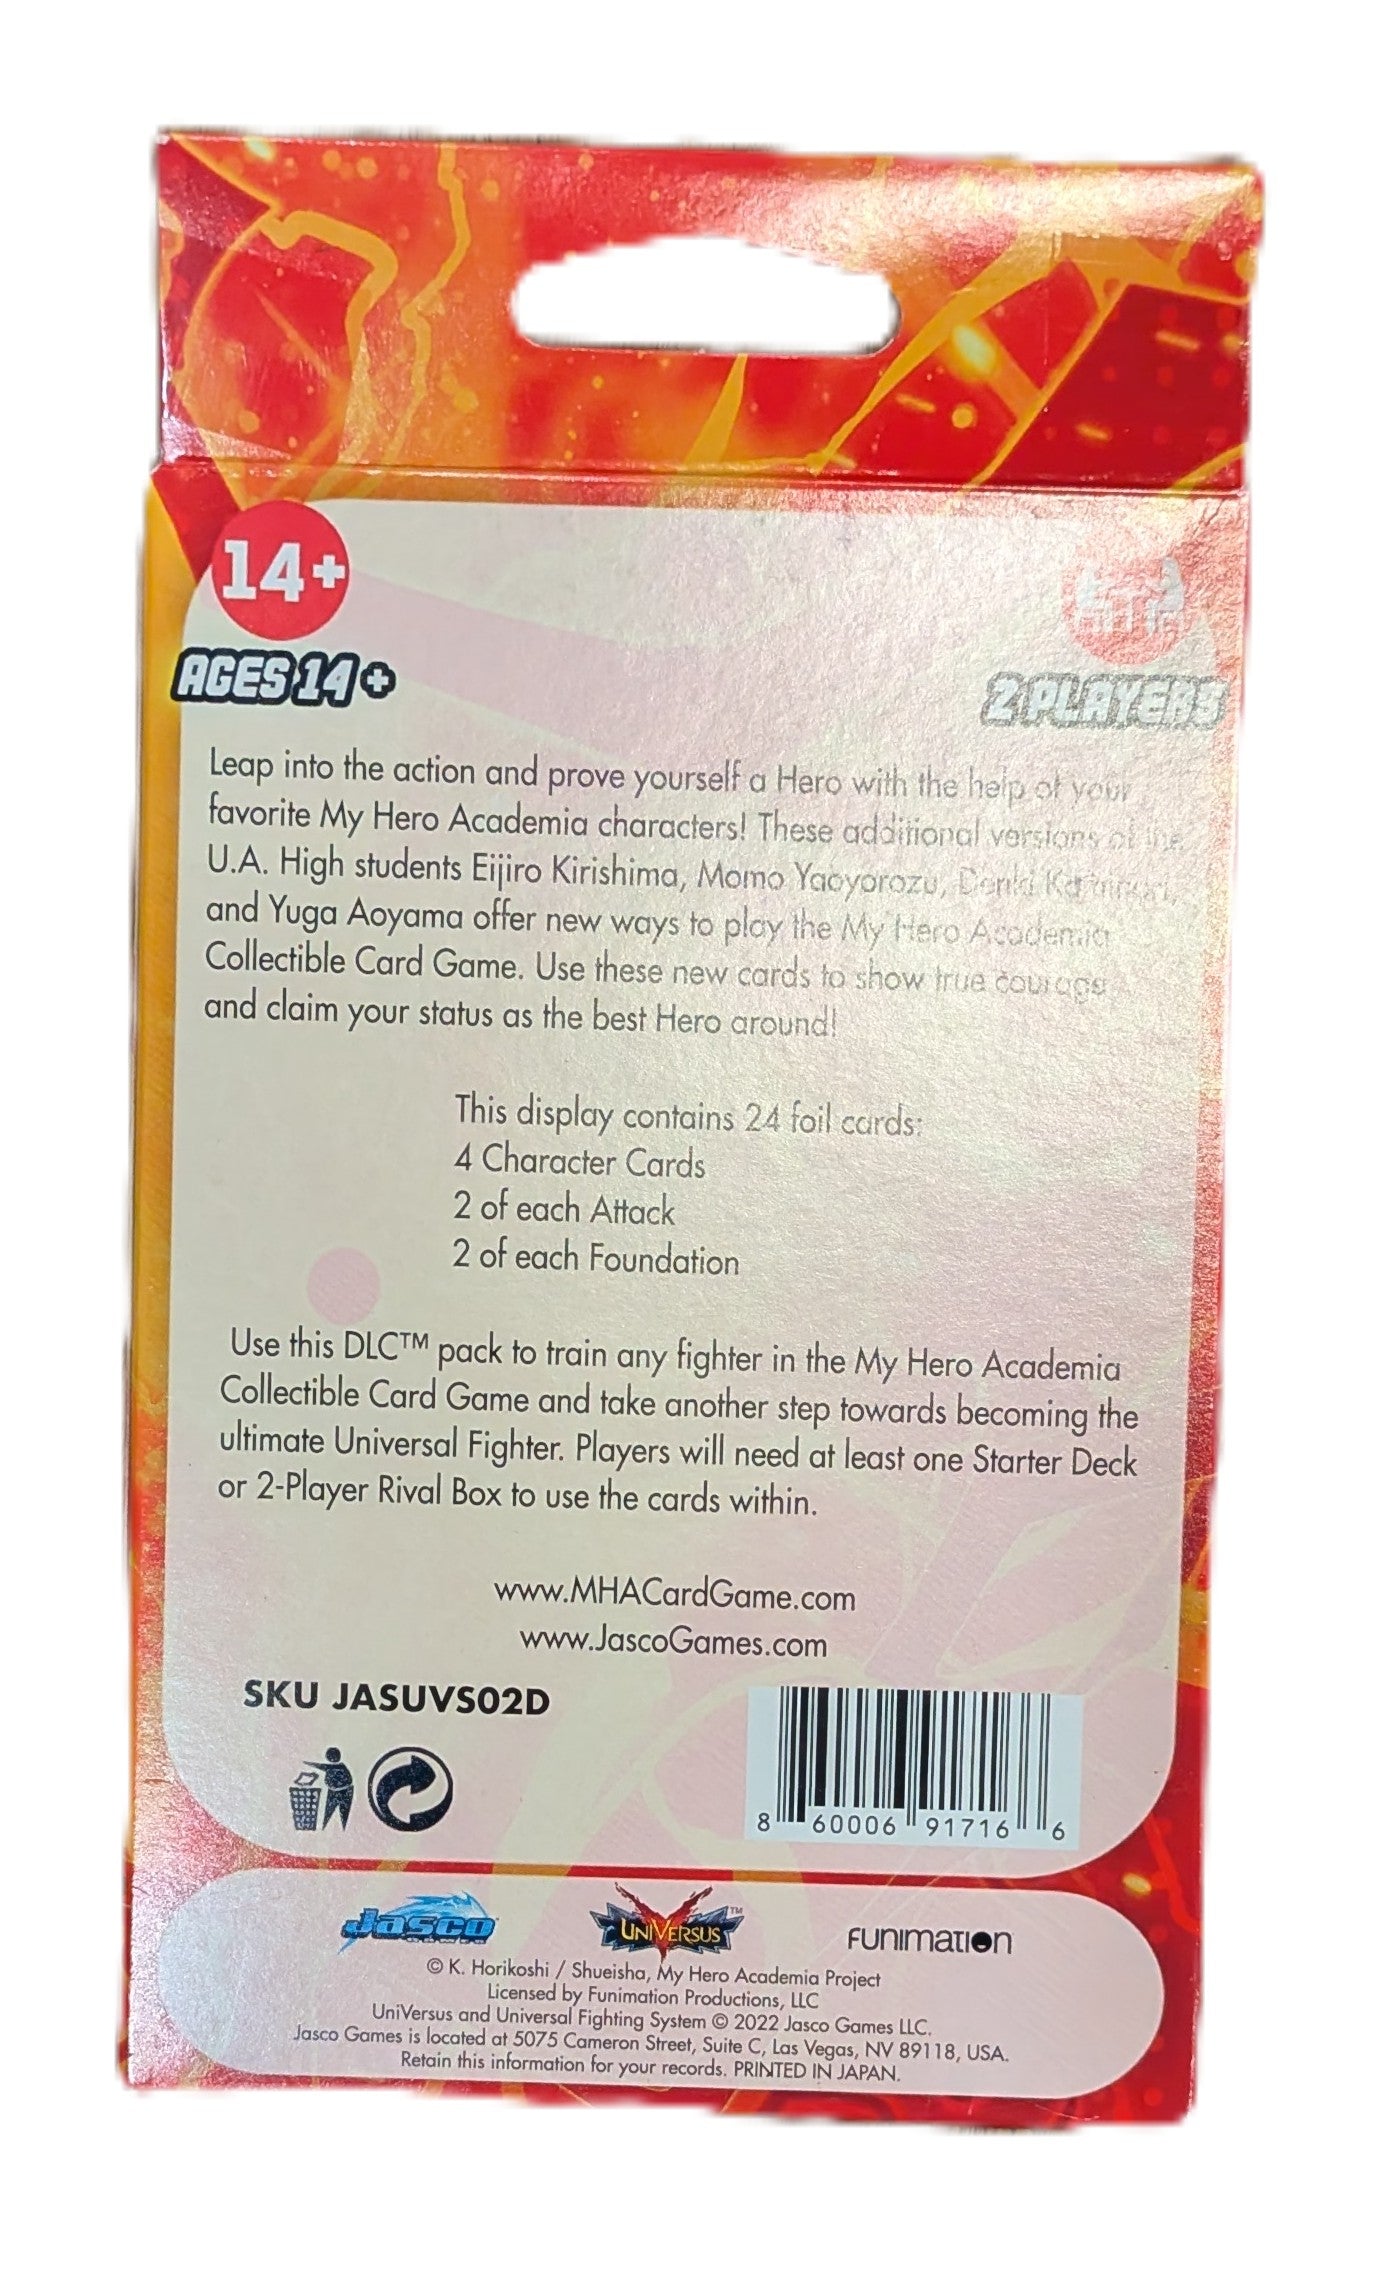 14+
AGES 14+
2 PLAYERS
Leap into the action and prove yourself a Hero with the help of your
favorite My Hero Academia characters! These additional versions of the
U.A. High students Eijiro Kirishima, Momo Yaoyorozu, Denki Kaminari,
and Yuga Aoyama offer new ways to play the My Hero Academia
Collectible Card Game. Use these new cards to show true courage
and claim your status as the best Hero around!
This display contains 24 foil cards:
4 Character Cards
2 of each Attack
2 of each Foundation
Use this DLC™ pack to train any fighter in the My Hero Academia
Collectible Card Game and take another step towards becoming the
ultimate Universal Fighter. Players will need at least one Starter Deck
or 2-Player Rival Box to use the cards within.
www.MHACardGame.com
www.JascoGames.com
SKU JASUVS02D
8 60006 91716 6
Jasco GAMES UNIVERSUS™ FUNIMATION
© K. Horikoshi / Shueisha, My Hero Academia Project
Licensed by Funimation Productions, LLC
UniVersus and Universal Fighting System © 2022 Jasco Games LLC.
Jasco Games is located at 5075 Cameron Street, Suite C, Las Vegas, NV 89118, USA.
Retain this information for your records. PRINTED IN JAPAN.